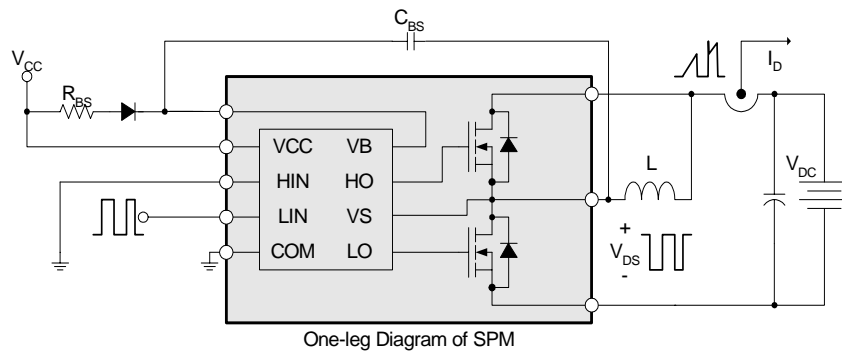 C_BS
V_CC
R_BS
I_D
VCC VB
HIN HO
LIN VS
COM LO
L
V_DC
+
V_DS
-
One-leg Diagram of SPM